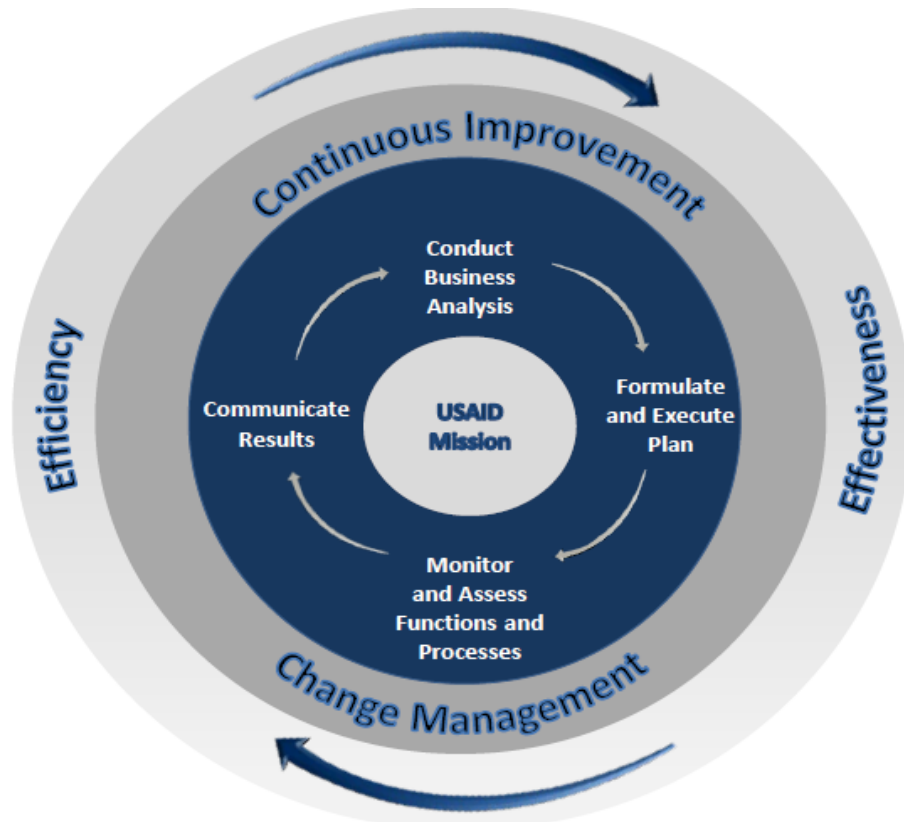 Continuous Improvement
Conduct
Business
Analysis
Formulate
and Execute
Plan
Monitor
and Assess
Functions and
Processes
Communicate
Results
USAID
Mission
Change Management
Efficiency
Effectiveness